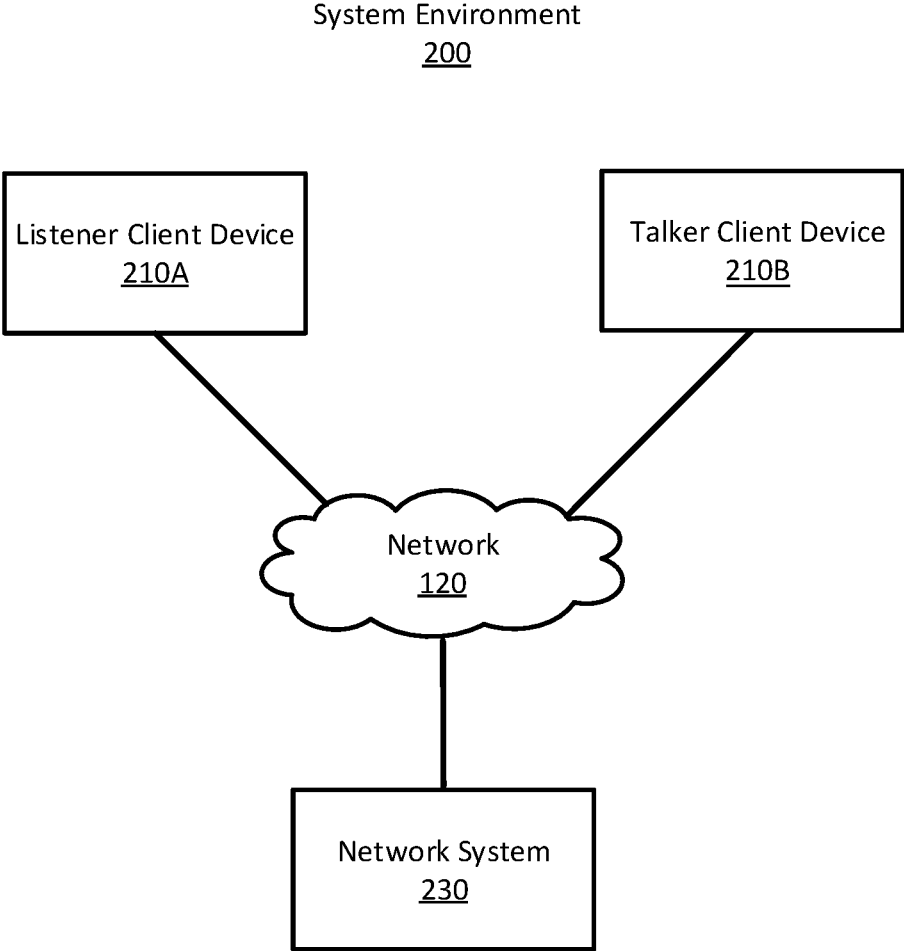 System Environment
200
Listener Client Device
210A
Talker Client Device
210B
Network
120
Network System
230